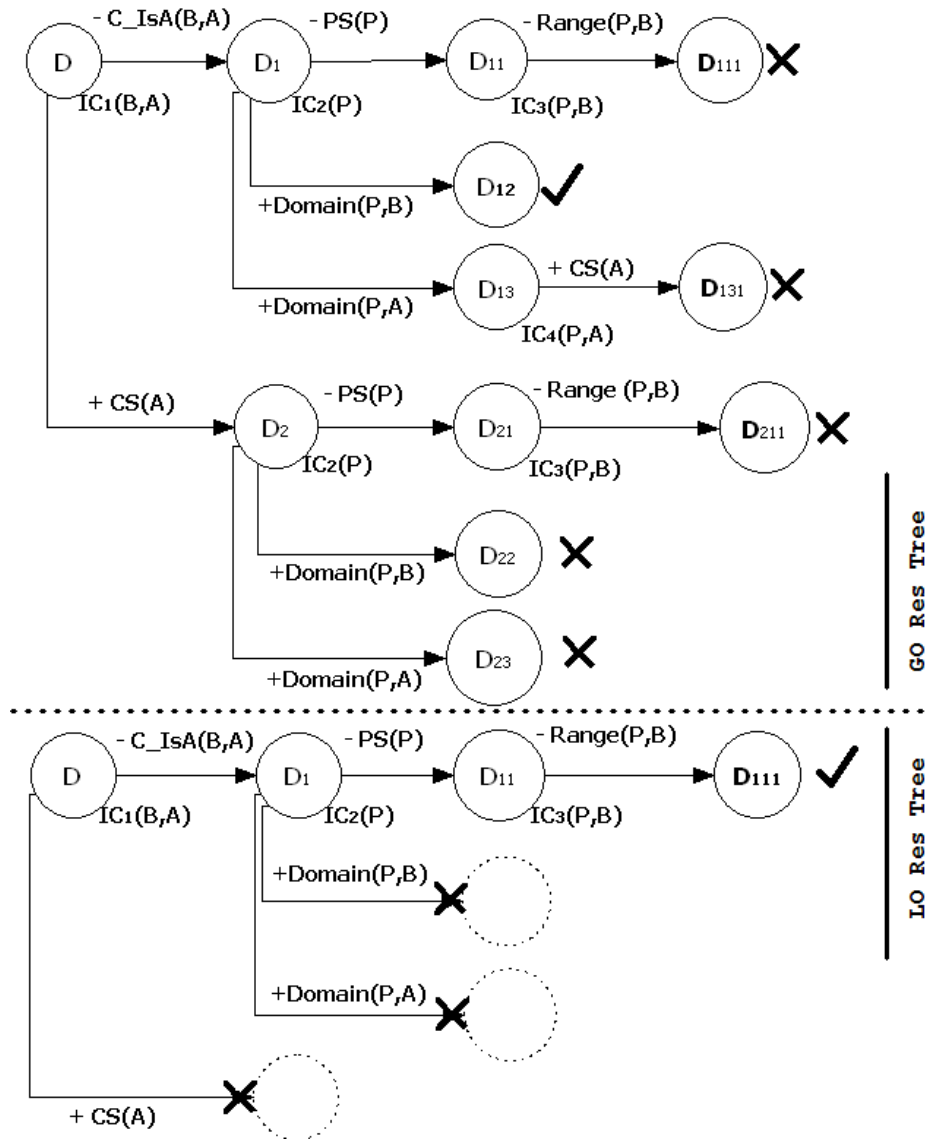 - C_IsA(B,A)
- PS(P)
- Range(P,B)
D
D1
D11
D111
IC1(B,A)
IC2(P)
IC3(P,B)
D12
+Domain(P,B)
+ CS(A)
D13
D131
+Domain(P,A)
IC4(P,A)
+ CS(A)
- PS(P)
- Range (P,B)
D2
D21
D211
IC2(P)
IC3(P,B)
D22
+Domain(P,B)
D23
+Domain(P,A)
GO Res Tree
- C_IsA(B,A)
- PS(P)
- Range(P,B)
D
D1
D11
D111
IC1(B,A)
IC2(P)
IC3(P,B)
+Domain(P,B)
+Domain(P,A)
+ CS(A)
LO Res Tree